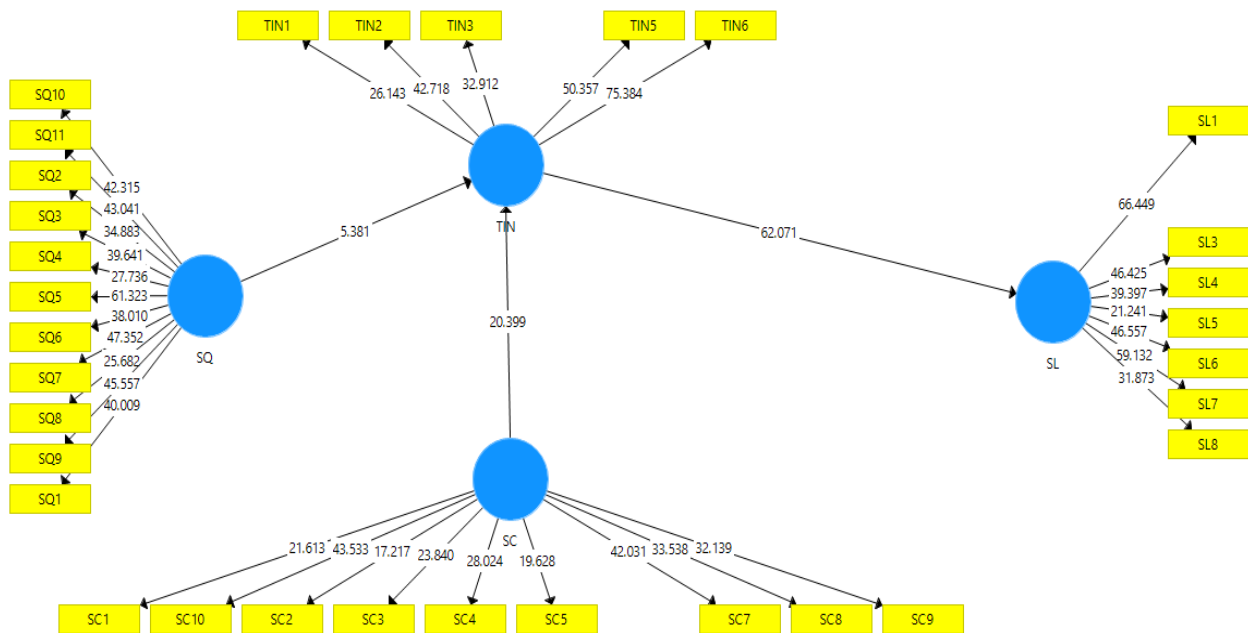 TIN1 TIN2 TIN3 TIN5 TIN6
26.143 42.718 32.912 50.357 75.384
SQ10
SQ11
SQ2
SQ3
SQ4
SQ5
SQ6
SQ7
SQ8
SQ9
SQ1
42.315
43.041
34.883
39.641
27.736
61.323
38.010
47.352
25.682
45.557
40.009
SQ
5.381
TIN
62.071
20.399
SL1
SL3
SL4
SL5
SL6
SL7
SL8
66.449
46.425
39.397
21.241
46.557
59.132
31.873
SL
SC
21.613 43.533 17.217 23.840 28.024 19.628 42.031 33.538 32.139
SC1 SC10 SC2 SC3 SC4 SC5 SC7 SC8 SC9